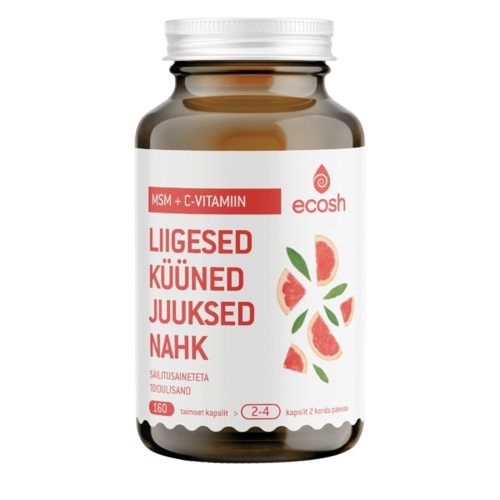 ecosh
MSM + C-VITAMIIN
LIIGESED
KÜÜNED
JUUKSED
NAHK
SÄILITUSAINETETA
TOIDULISAND
160 taimset kapslit > 2-4 kapslit 2 korda päevas